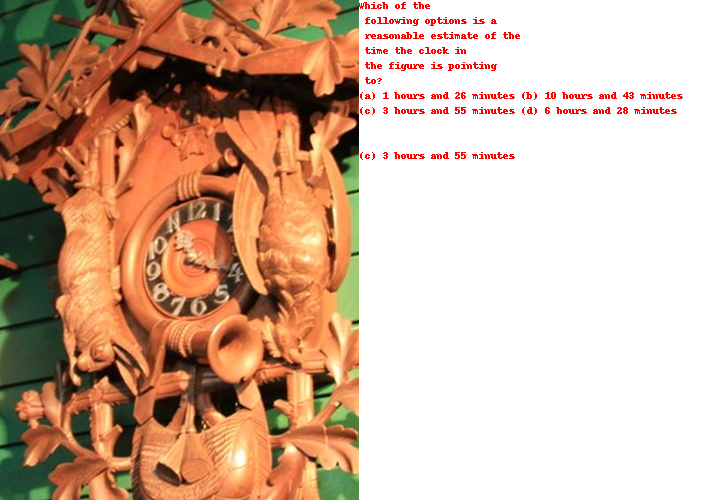 Which of the
following options is a
reasonable estimate of the
time the clock in
the figure is pointing
to?
(a) 1 hours and 26 minutes (b) 10 hours and 43 minutes
(c) 3 hours and 55 minutes (d) 6 hours and 28 minutes
(c) 3 hours and 55 minutes
11 12 1
10
9 4
8 7 6 5